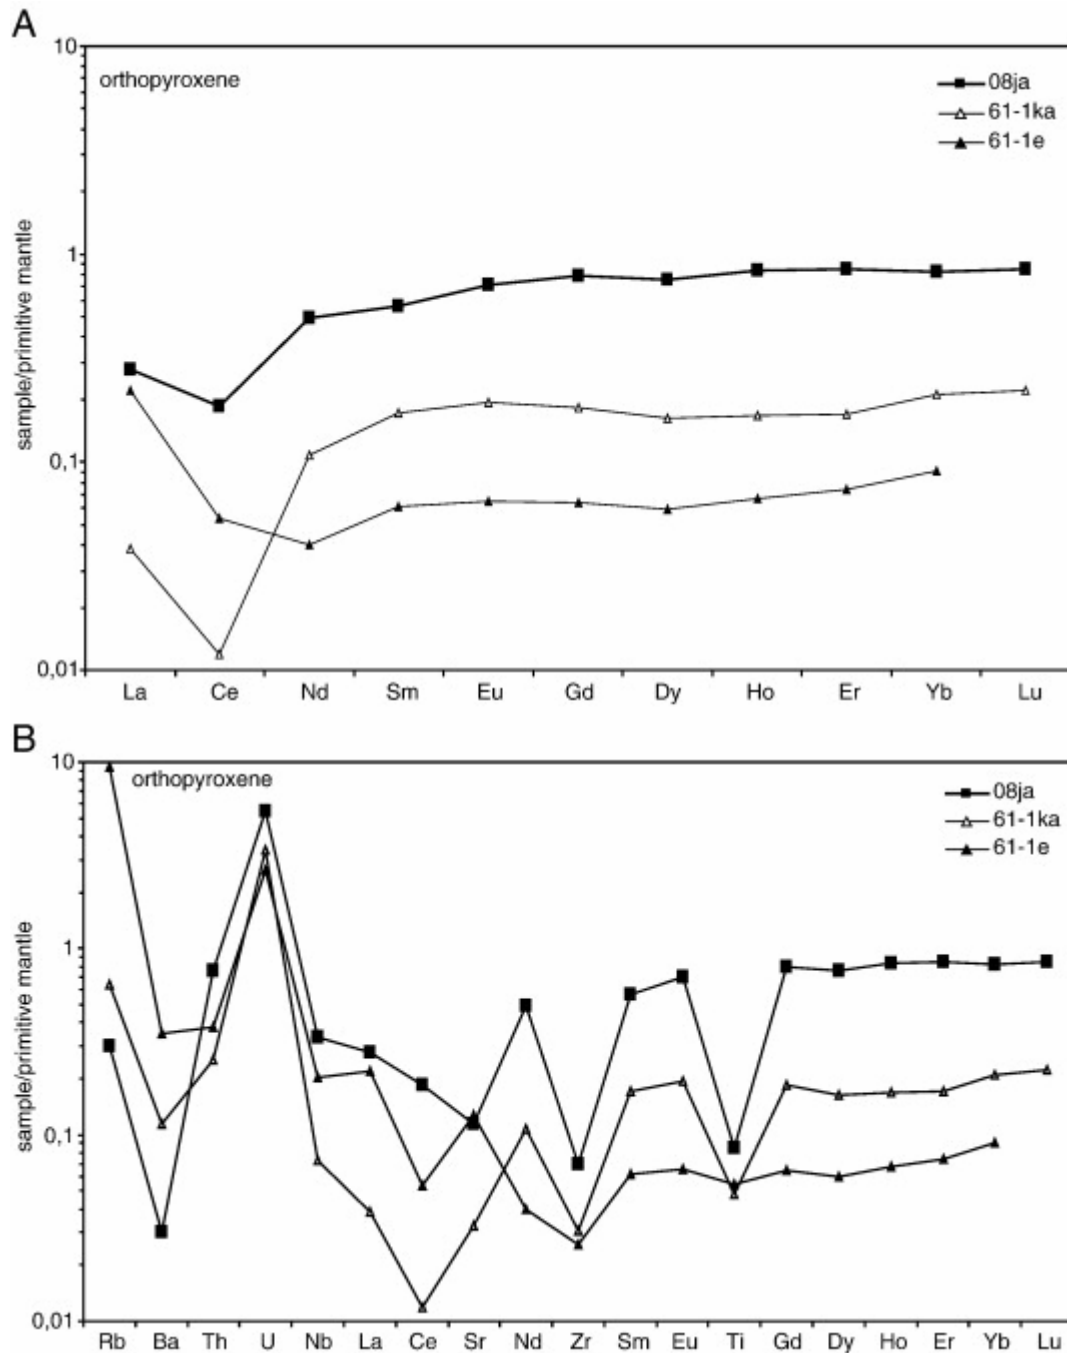 A
10
orthopyroxene
08ja
61-1ka
61-1e
1
sample/primitive mantle
0,1
0,01
La Ce Nd Sm Eu Gd Dy Ho Er Yb Lu
B
10
orthopyroxene
08ja
61-1ka
61-1e
1
sample/primitive mantle
0,1
0,01
Rb Ba Th U Nb La Ce Sr Nd Zr Sm Eu Ti Gd Dy Ho Er Yb Lu